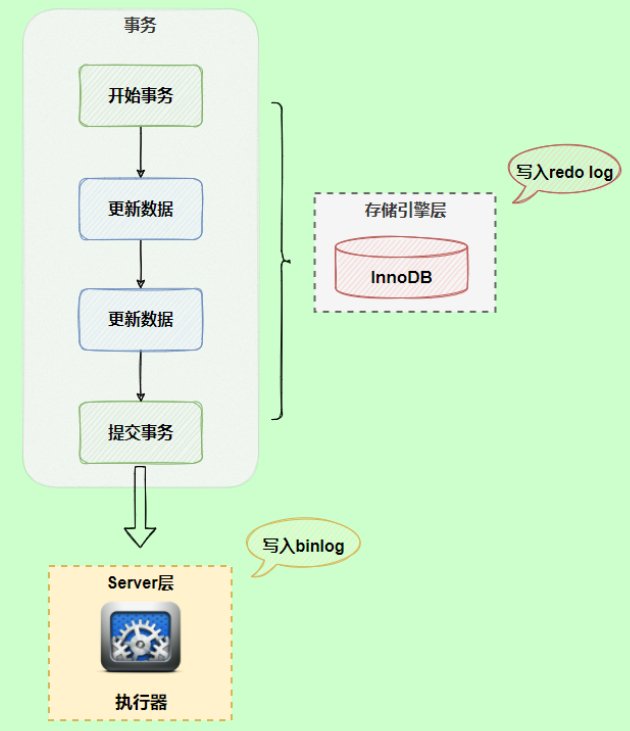 事务
开始事务
更新数据
更新数据
提交事务
写入redo log
存储引擎层
InnoDB
写入binlog
Server层
执行器